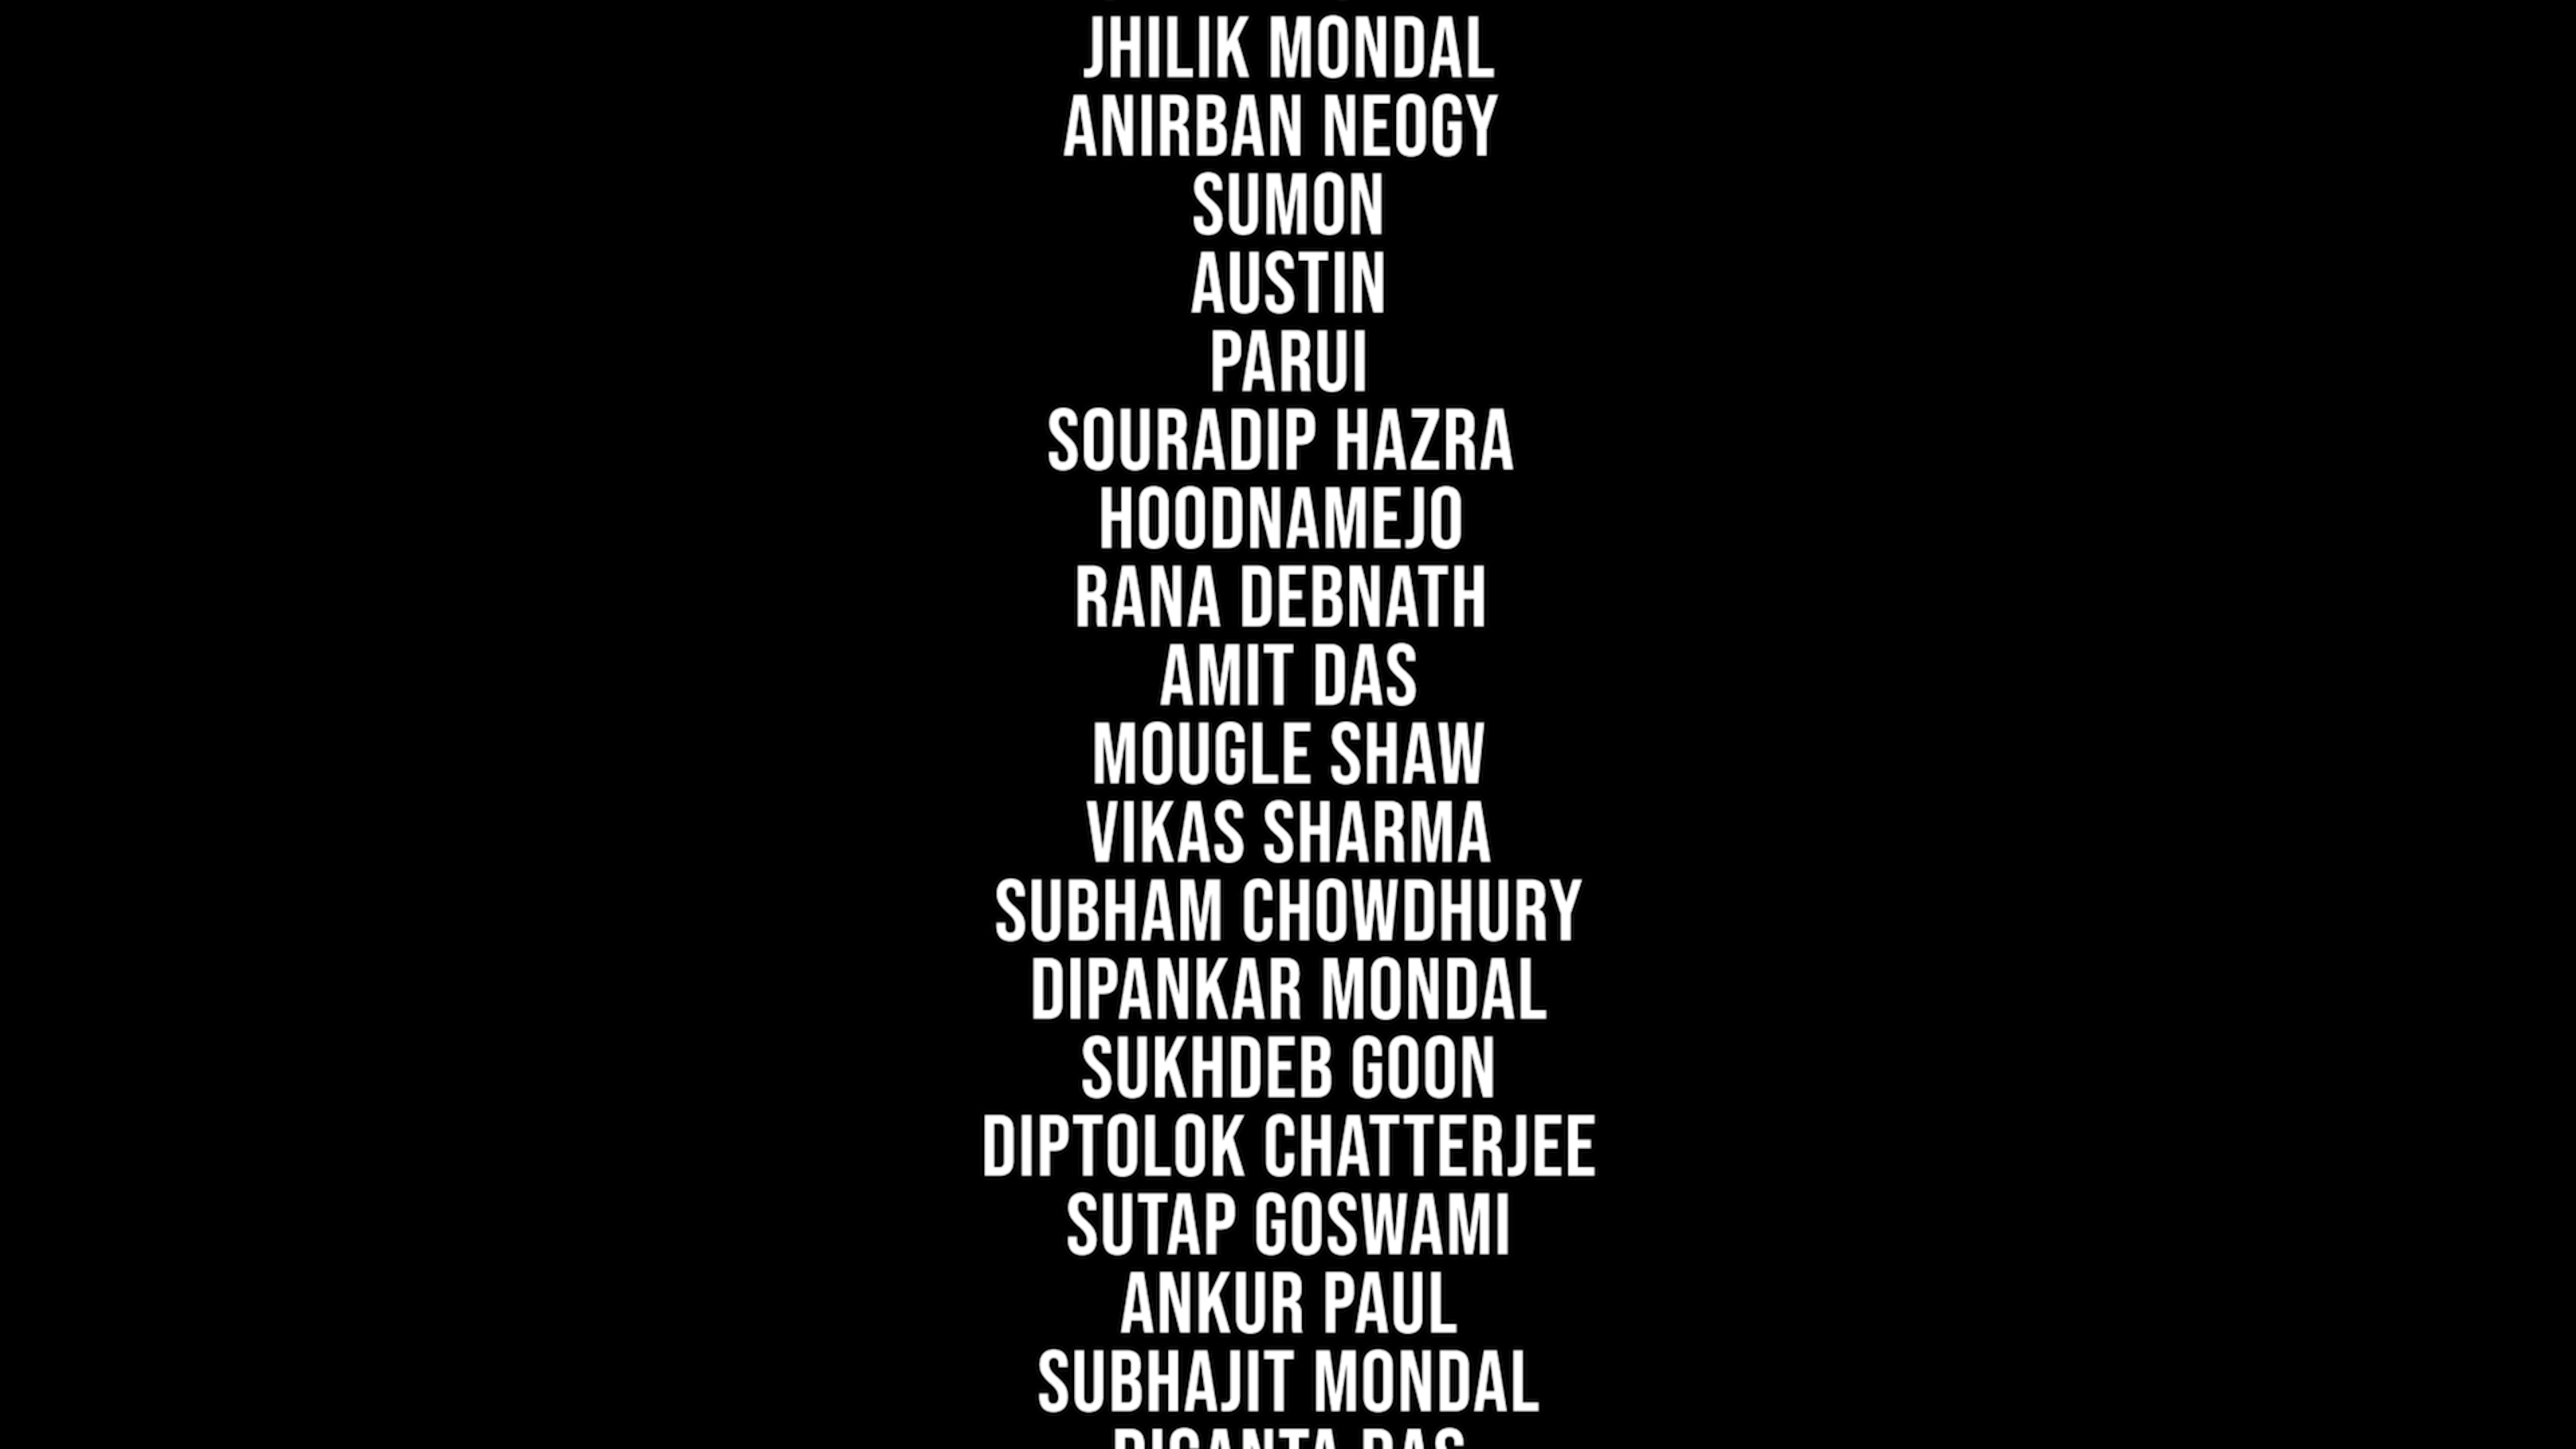 JHILIK MONDAL
ANIRBAN NEOGY
SUMON
AUSTIN
PARUI
SOURADIP HAZRA
HOODNAMEJO
RANA DEBNATH
AMIT DAS
MOUGLE SHAW
VIKAS SHARMA
SUBHAM CHOWDHURY
DIPANKAR MONDAL
SUKHDEB GOON
DIPTOLOK CHATTERJEE
SUTAP GOSWAMI
ANKUR PAUL
SUBHAJIT MONDAL
DAS